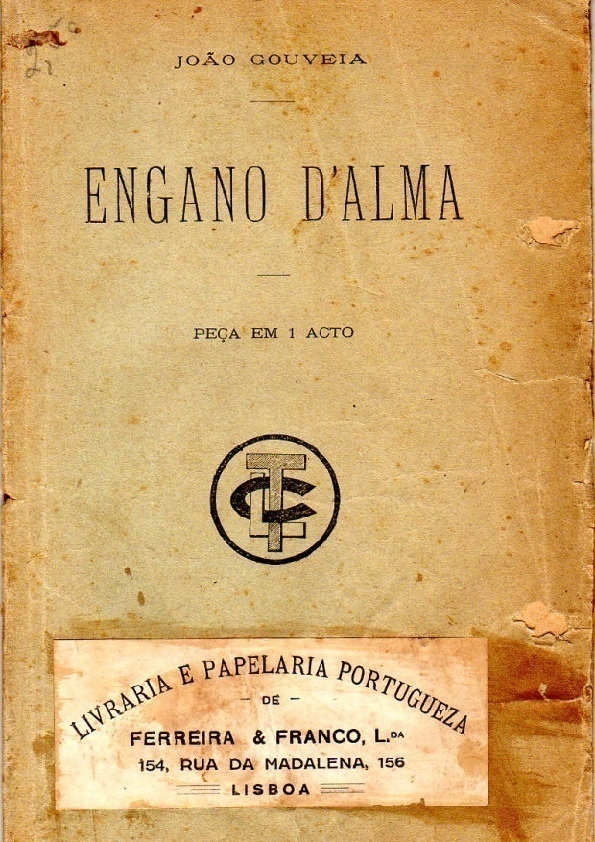 JOÃO GOUVEIA
ENGANO D'ALMA
PEÇA EM 1 ACTO
LIVRARIA E PAPELARIA PORTUGUEZA
- DE -
FERREIRA & FRANCO, L.DA
154, RUA DA MADALENA, 156
LISBOA